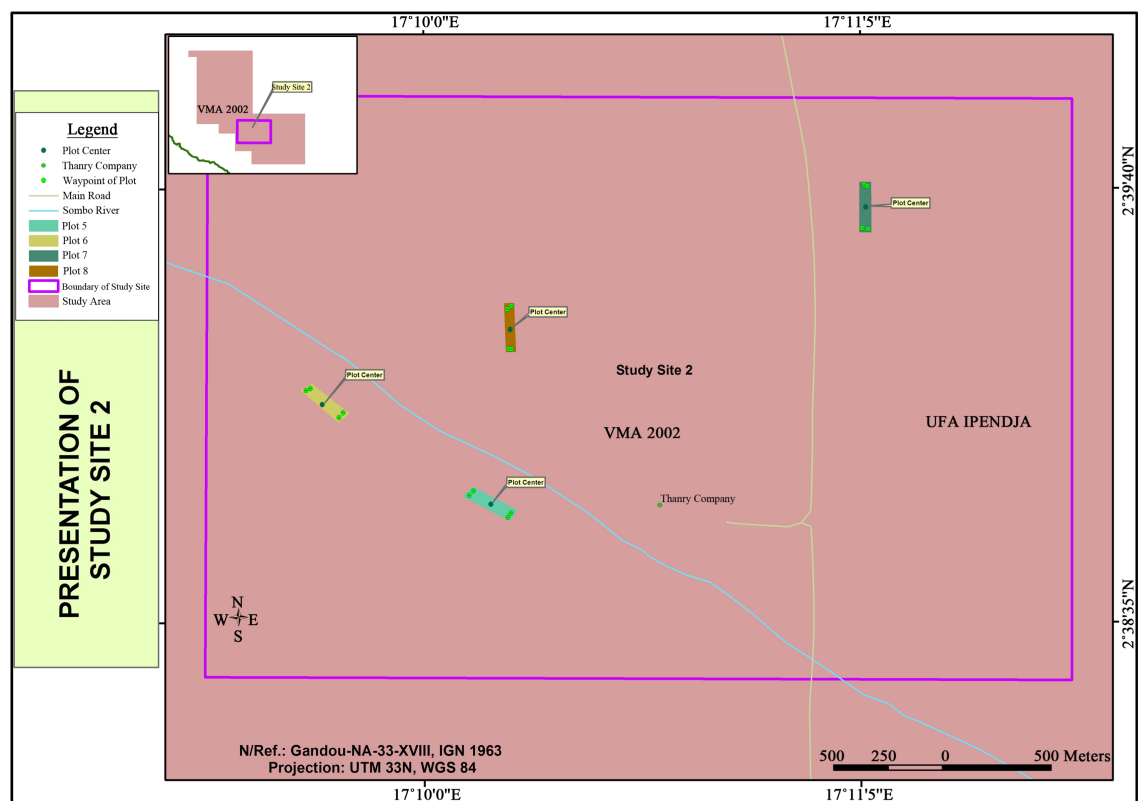 17°10'0"E
17°11'5"E
Study Site 2
VMA 2002
Legend
Plot Center
Thanry Company
Waypoint of Plot
Main Road
Sombo River
Plot 5
Plot 6
Plot 7
Plot 8
Boundary of Study Site
Study Area
PRESENTATION OF
STUDY SITE 2
2°39'40"N
Plot Center
Plot Center
Plot Center
Study Site 2
UFA IPENDJA
VMA 2002
Plot Center
Thanry Company
N
W E
S
2°38'35"N
N/Ref.: Gandou-NA-33-XVIII, IGN 1963
Projection: UTM 33N, WGS 84
500 250 0 500 Meters
17°10'0"E
17°11'5"E